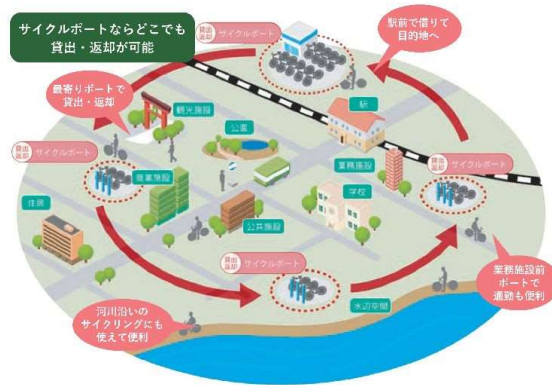 サイクルポートならどこでも
貸出・返却が可能
貸出
返却
サイクルポート
駅前で借りて
目的地へ
最寄りポートで
貸出・返却
観光施設
公園
駅
貸出
返却
サイクルポート
商業施設
業務施設
貸出
返却
サイクルポート
住居
学校
公共施設
貸出
返却
サイクルポート
業務施設前
ポートで
通勤も便利
水辺空間
河川沿いの
サイクリングにも
使えて便利